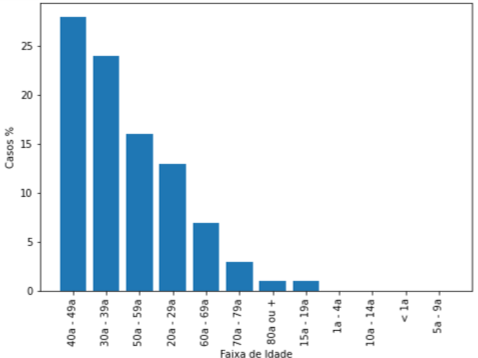 Casos %
25
20
15
10
5
0
40a - 49a
30a - 39a
50a - 59a
20a - 29a
60a - 69a
70a - 79a
80a ou +
15a - 19a
1a - 4a
10a - 14a
< 1a
5a - 9a
Faixa de Idade